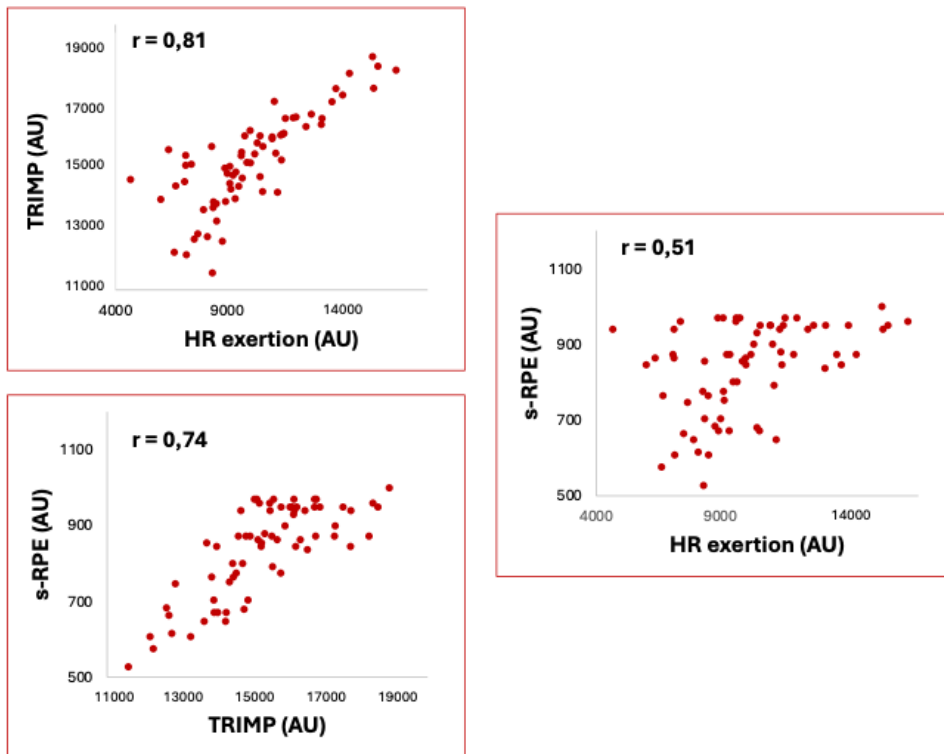 r = 0,81
TRIMP (AU)
19000
17000
15000
13000
11000
4000 9000 14000
HR exertion (AU)
r = 0,74
s-RPE (AU)
1100
900
700
500
11000 13000 15000 17000 19000
TRIMP (AU)
r = 0,51
s-RPE (AU)
1100
900
700
500
4000 9000 14000
HR exertion (AU)